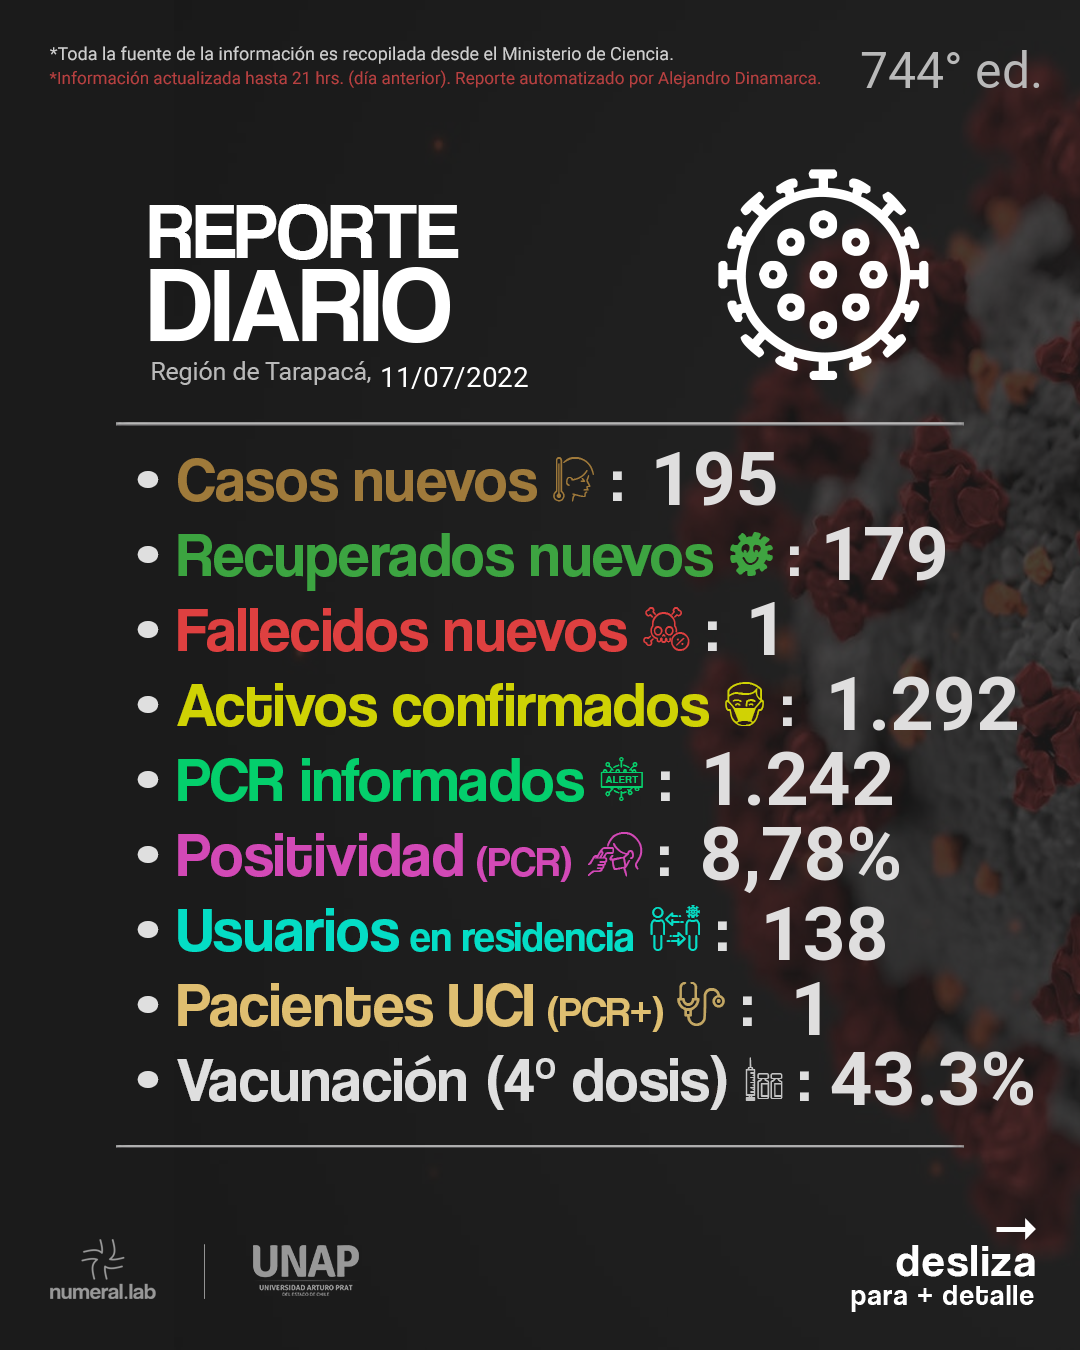 *Toda la fuente de la información es recopilada desde el Ministerio de Ciencia.
*Información actualizada hasta 21 hrs. (día anterior). Reporte automatizado por Alejandro Dinamarca.
744° ed.
REPORTE
DIARIO
Región de Tarapacá, 11/07/2022
• Casos nuevos : 195
• Recuperados nuevos : 179
• Fallecidos nuevos : 1
• Activos confirmados : 1.292
• PCR informados ALERT : 1.242
• Positividad (PCR) : 8,78%
• Usuarios en residencia : 138
• Pacientes UCI (PCR+) : 1
• Vacunación (4º dosis) : 43.3%
numeral.lab
UNAP
UNIVERSIDAD ARTURO PRAT
DEL ESTADO DE CHILE
desliza
para + detalle